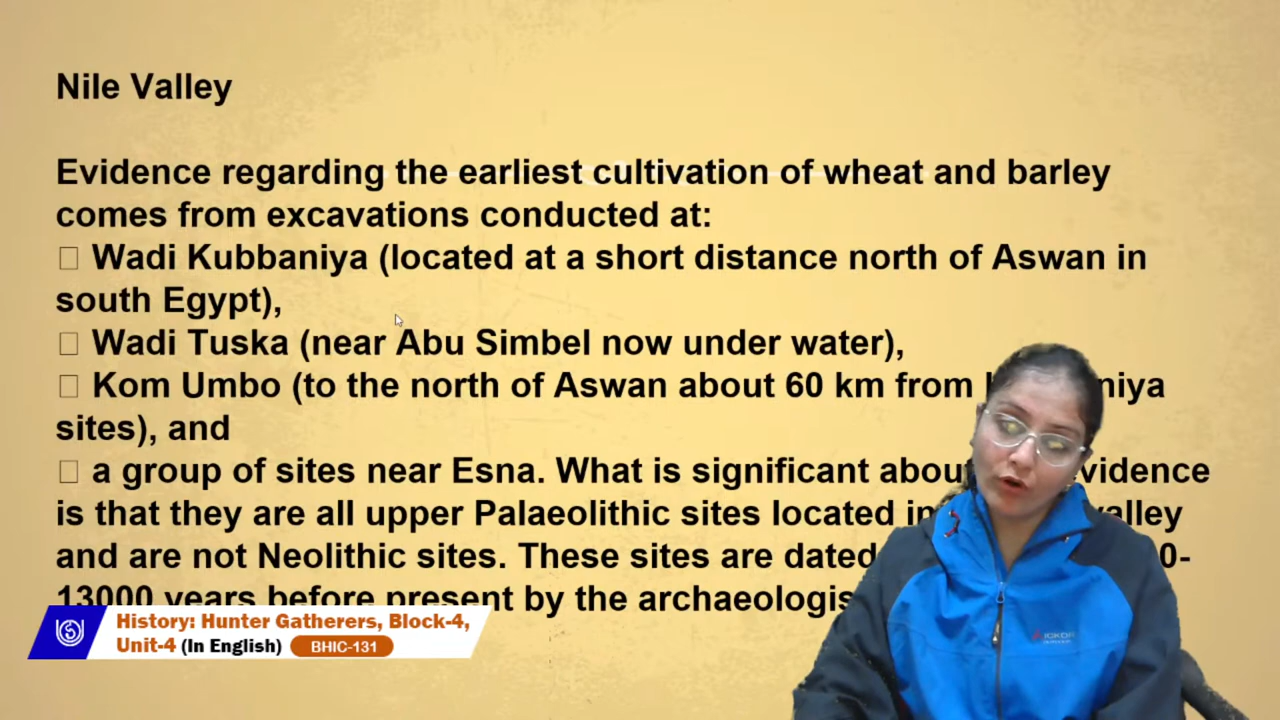 Nile Valley
Evidence regarding the earliest cultivation of wheat and barley
comes from excavations conducted at:
Wadi Kubbaniya (located at a short distance north of Aswan in
south Egypt),
Wadi Tuska (near Abu Simbel now under water),
Kom Umbo (to the north of Aswan about 60 km from
sites), and
a group of sites near Esna. What is significant
is that they are all upper Palaeolithic sites located
and are not Neolithic sites. These sites are dated
13000 years before present by the
History: Hunter Gatherers, Block-4,
Unit-4 (In English) BHIC-131